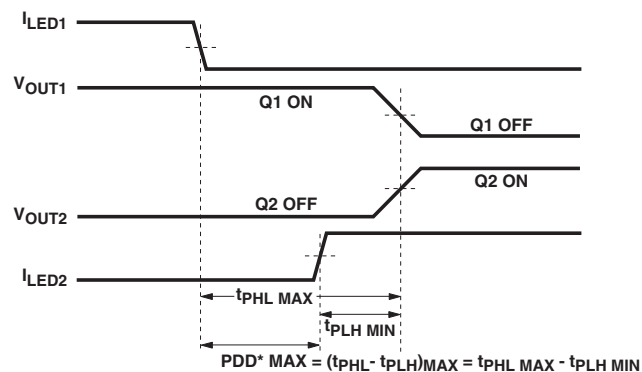 ILED1
VOUT1
Q1 ON
Q1 OFF
Q2 ON
Q2 OFF
VOUT2
ILED2
tPHL MAX
tPLH MIN
PDD* MAX = (tPHL- tPLH)MAX = tPHL MAX - tPLH MIN